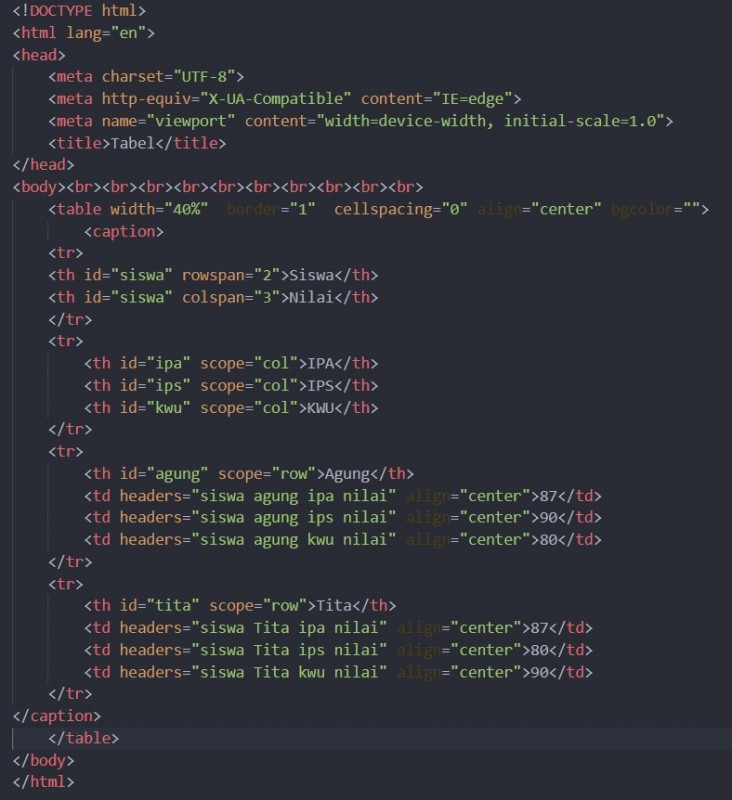 <!DOCTYPE html>
<html lang="en">
<head>
    <meta charset="UTF-8">
    <meta http-equiv="X-UA-Compatible" content="IE=edge">
    <meta name="viewport" content="width=device-width, initial-scale=1.0">
    <title>Tabel</title>
</head>
<body><br><br><br><br><br><br><br><br><br><br>
    <table width="40%"  border="1"  cellspacing="0" align="center" bgcolor="">
        <caption>
    <tr>
    <th id="siswa" rowspan="2">Siswa</th>
    <th id="siswa" colspan="3">Nilai</th>
    </tr>
    <tr>
        <th id="ipa" scope="col">IPA</th>
        <th id="ips" scope="col">IPS</th>
        <th id="kwu" scope="col">KWU</th>
    </tr>
    <tr>
        <th id="agung" scope="row">Agung</th>
        <td headers="siswa agung ipa nilai" align="center">87</td>
        <td headers="siswa agung ips nilai" align="center">90</td>
        <td headers="siswa agung kwu nilai" align="center">80</td>
    </tr>
    <tr>
        <th id="tita" scope="row">Tita</th>
        <td headers="siswa Tita ipa nilai" align="center">87</td>
        <td headers="siswa Tita ips nilai" align="center">80</td>
        <td headers="siswa Tita kwu nilai" align="center">90</td>
    </tr>
</caption>
    </table>
</body>
</html>